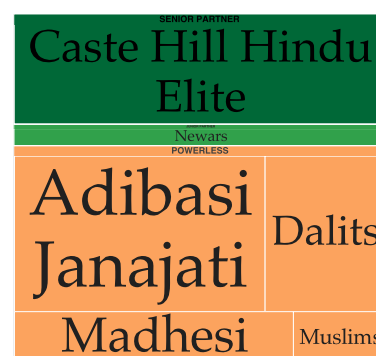 SENIOR PARTNER
Caste Hill Hindu
Elite
Newars
POWERLESS
Adibasi
Janajati
Dalits
Madhesi
Muslims